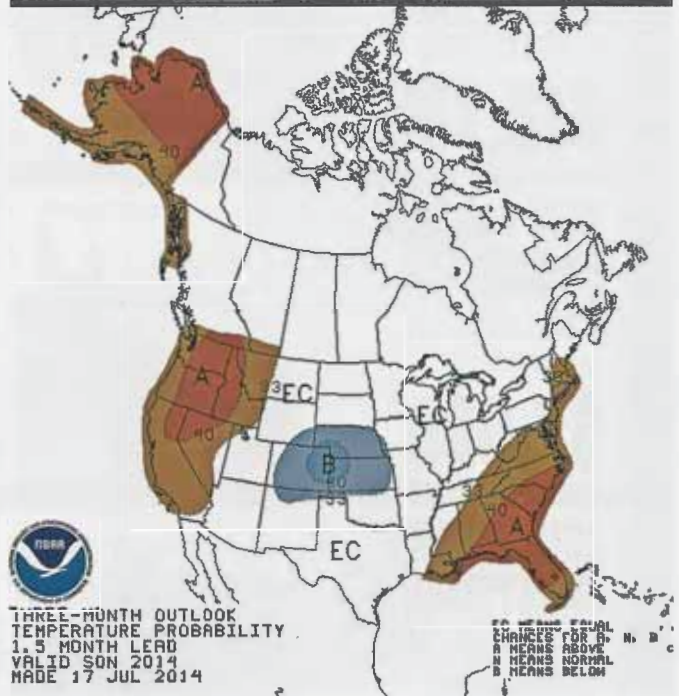 A
40
A
33
EC
40
EC
B
40
33
EC
33
33
40
A
NOAA
THREE-MONTH OUTLOOK
TEMPERATURE PROBABILITY
1.5 MONTH LEAD
VALID SON 2014
MADE 17 JUL 2014
EC MEANS EQUAL
CHANCES FOR A, N, B
A MEANS ABOVE
N MEANS NORMAL
B MEANS BELOW
C